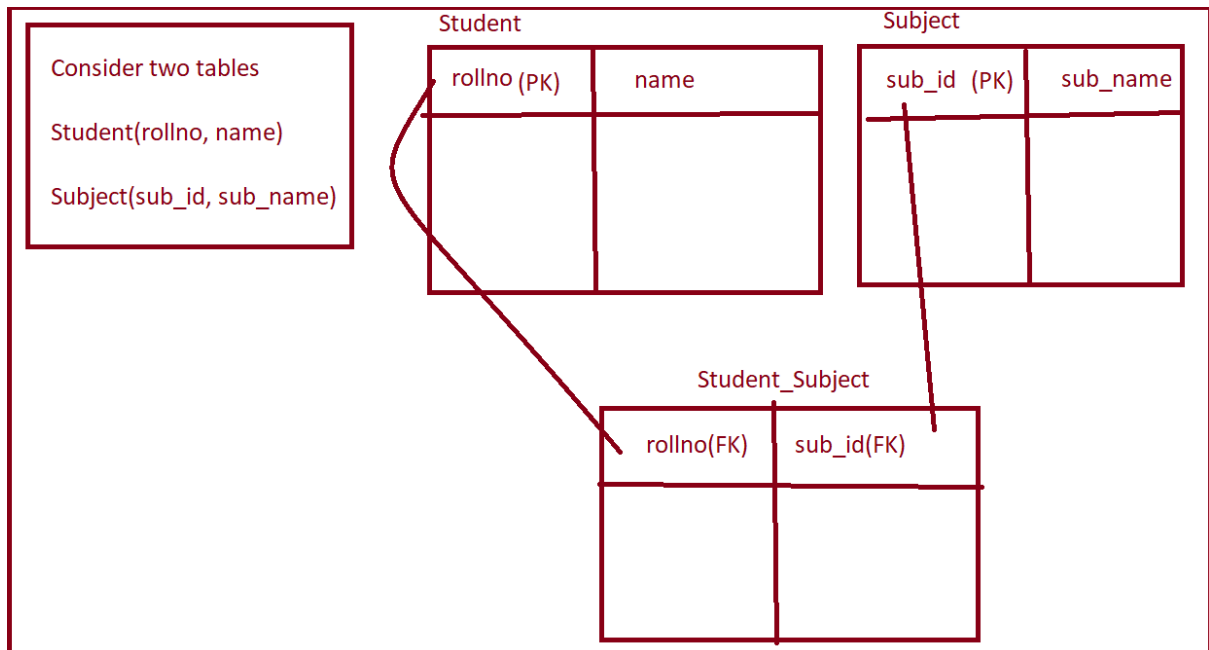 Consider two tables
Student(rollno, name)
Subject(sub_id, sub_name)
Student
rollno (PK) name
Subject
sub_id (PK) sub_name
Student_Subject
rollno(FK) sub_id(FK)